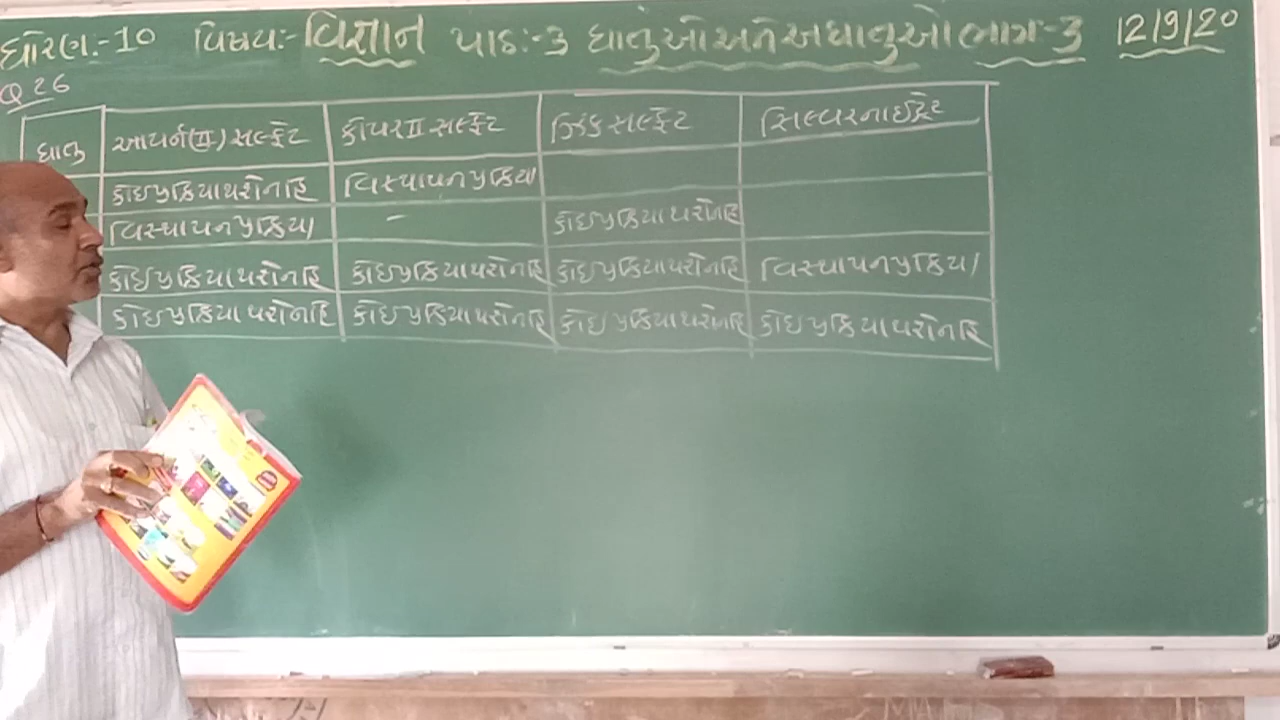 ધોરણ:-10 વિષય:- વિજ્ઞાન પાઠ:-3 ધાતુઓ અને અધાતુઓ ભાગ-3 12/9/20
Q 26
ધાતુ આયર્ન(II) સલ્ફેટ કોપર II સલ્ફેટ ઝિંક સલ્ફેટ સિલ્વર નાઈટ્રેટ
કોઇ પ્રક્રિયા થશે નહિ વિસ્થાપન પ્રક્રિયા
વિસ્થાપન પ્રક્રિયા - કોઇ પ્રક્રિયા થશે નહિ
કોઇ પ્રક્રિયા થશે નહિ કોઇ પ્રક્રિયા થશે નહિ કોઇ પ્રક્રિયા થશે નહિ વિસ્થાપન પ્રક્રિયા
કોઇ પ્રક્રિયા થશે નહિ કોઇ પ્રક્રિયા થશે નહિ કોઇ પ્રક્રિયા થશે નહિ કોઇ પ્રક્રિયા થશે નહિ